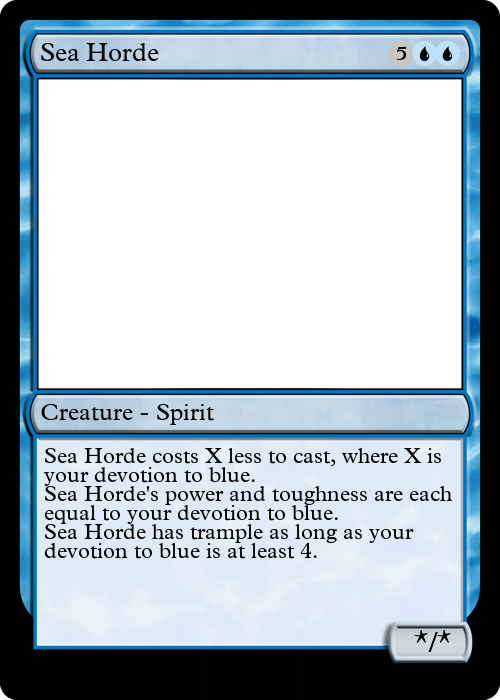 Sea Horde 5
Creature - Spirit
Sea Horde costs X less to cast, where X is
your devotion to blue.
Sea Horde's power and toughness are each
equal to your devotion to blue.
Sea Horde has trample as long as your
devotion to blue is at least 4.
*/*